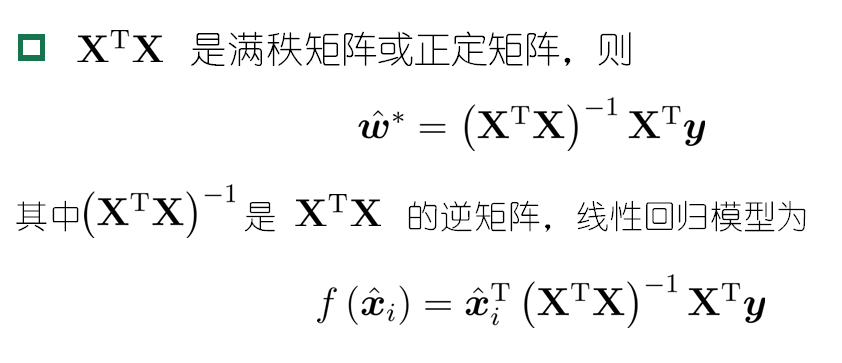 𝐗ᵀ𝐗 是满秩矩阵或正定矩阵，则
ŵ* = (𝐗ᵀ𝐗)⁻¹ 𝐗ᵀy
其中(𝐗ᵀ𝐗)⁻¹是 𝐗ᵀ𝐗 的逆矩阵，线性回归模型为
f(x̂ᵢ) = x̂ᵢᵀ (𝐗ᵀ𝐗)⁻¹ 𝐗ᵀy